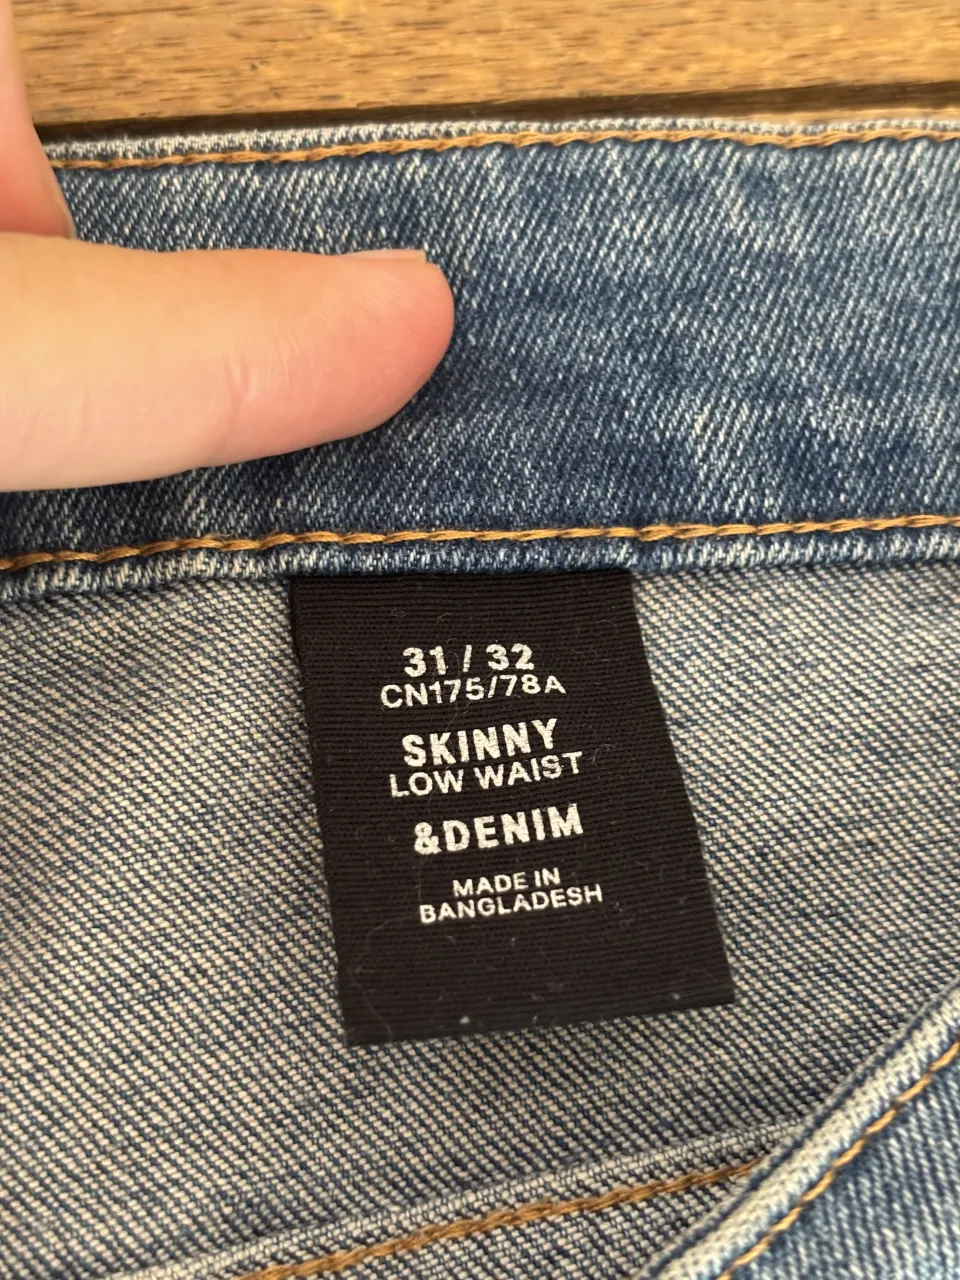 31 / 32
CN175/78A
SKINNY
LOW WAIST
&DENIM
MADE IN
BANGLADESH